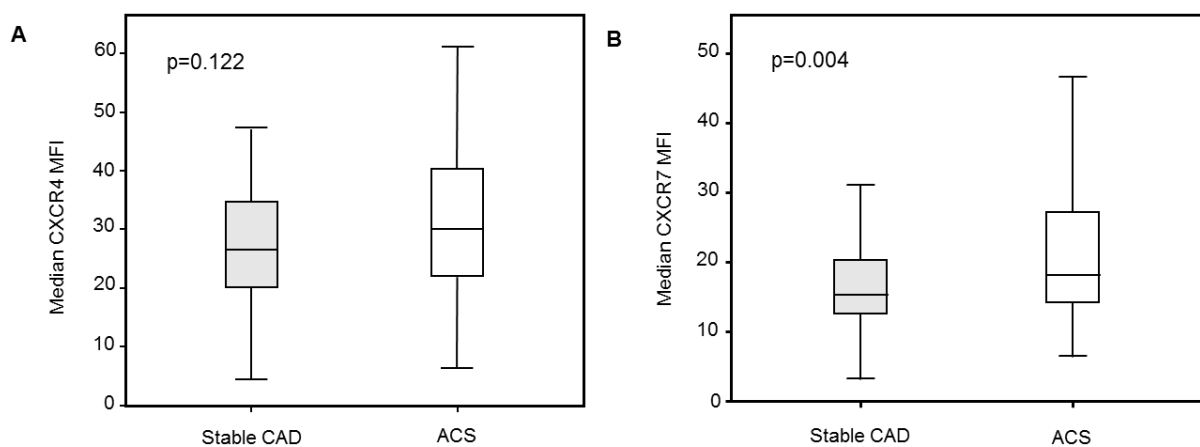 A
p=0.122
Median CXCR4 MFI
60
50
40
30
20
10
0
Stable CAD
ACS
B
p=0.004
Median CXCR7 MFI
50
40
30
20
10
0
Stable CAD
ACS